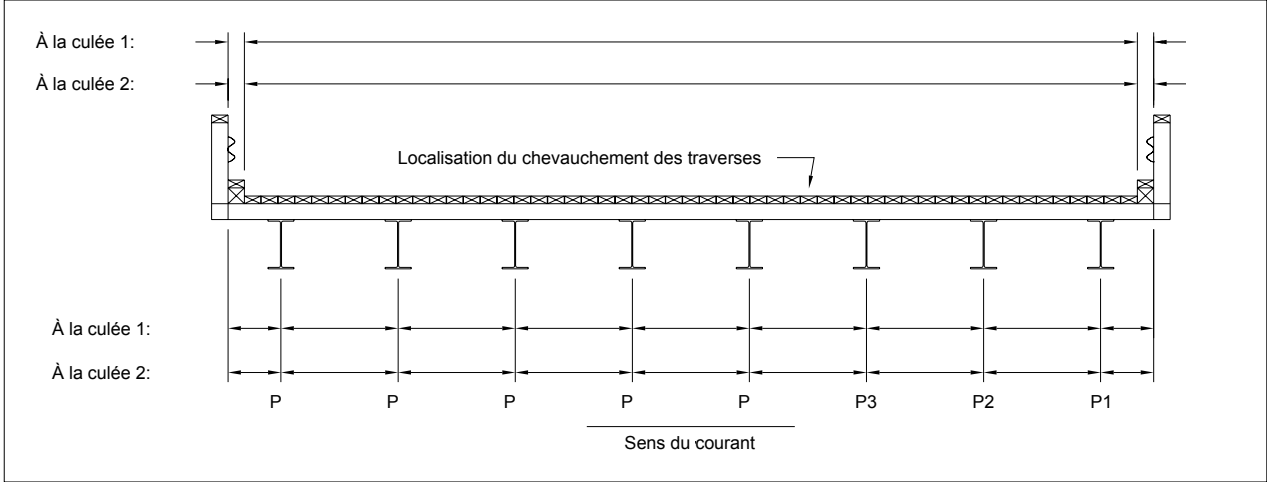 À la culée 1:
À la culée 2:
Localisation du chevauchement des traverses
À la culée 1:
À la culée 2:
P P P P P P3 P2 P1
Sens du courant